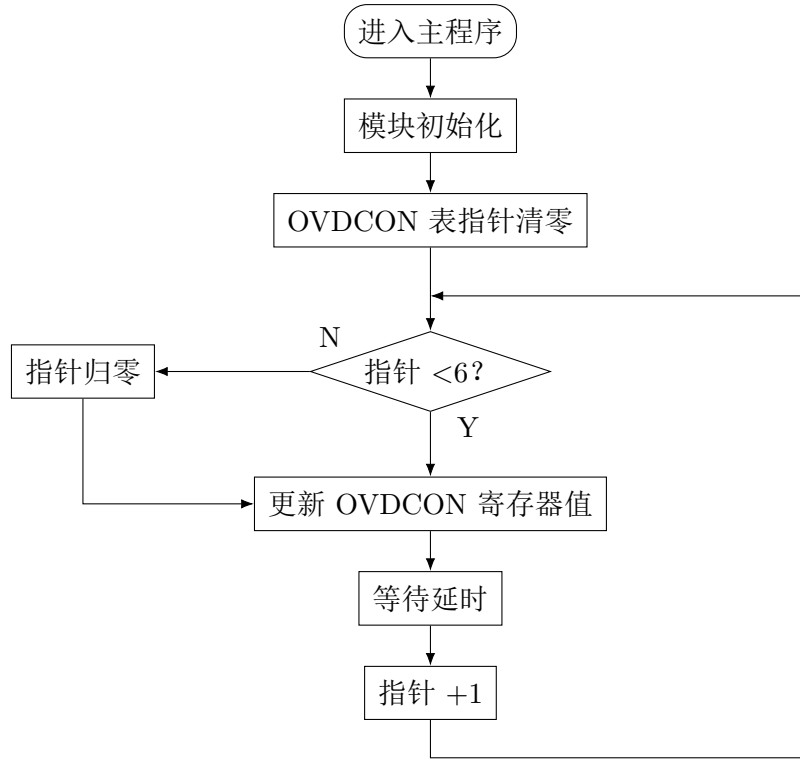 进入主程序
模块初始化
OVDCON 表指针清零
N
指针 <6?
指针归零
Y
更新 OVDCON 寄存器值
等待延时
指针 +1